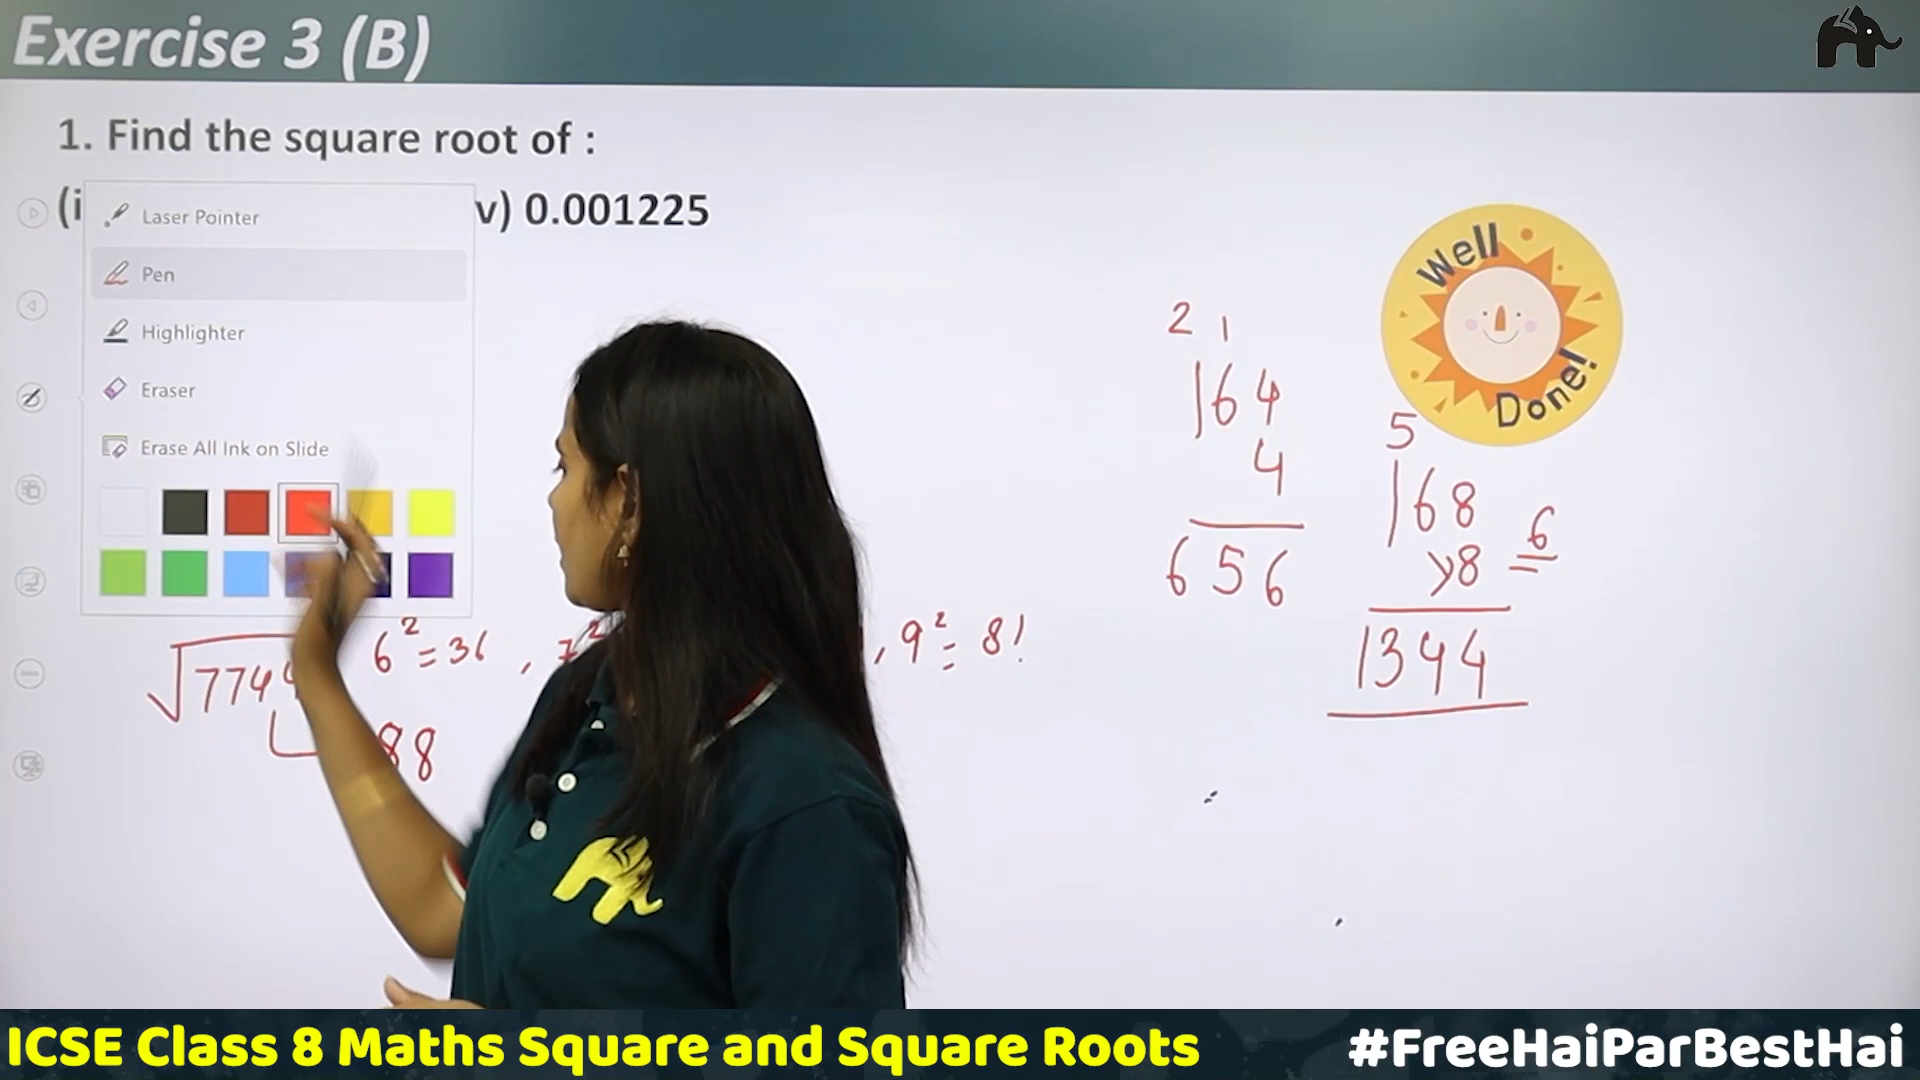 Exercise 3 (B)
1. Find the square root of :
(i
v) 0.001225
Laser Pointer
Pen
Highlighter
Eraser
Erase All Ink on Slide
√7744
88
6² = 36 , 7²
, 9² = 81
2 1
164
4
656
Well
Done!
5
168
×8 6
1344
ICSE Class 8 Maths Square and Square Roots
#FreeHaiParBestHai